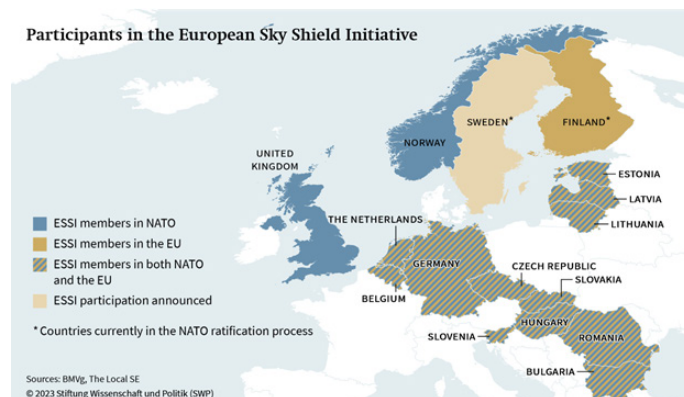 Participants in the European Sky Shield Initiative
SWEDEN*
FINLAND*
NORWAY
UNITED
KINGDOM
ESTONIA
LATVIA
LITHUANIA
THE NETHERLANDS
GERMANY
BELGIUM
CZECH REPUBLIC
SLOVAKIA
HUNGARY
SLOVENIA
ROMANIA
BULGARIA
ESSI members in NATO
ESSI members in the EU
ESSI members in both NATO
and the EU
ESSI participation announced
* Countries currently in the NATO ratification process
Sources: BMVg, The Local SE
© 2023 Stiftung Wissenschaft und Politik (SWP)